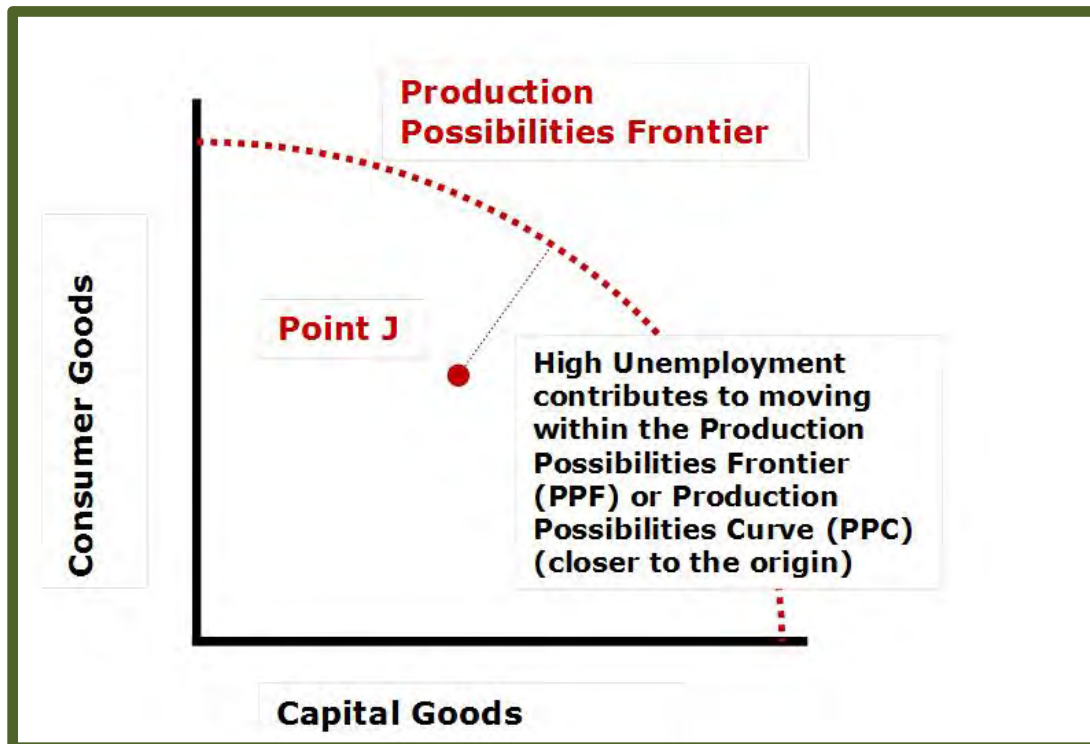 Production
Possibilities Frontier
Consumer Goods
Point J
High Unemployment
contributes to moving
within the Production
Possibilities Frontier
(PPF) or Production
Possibilities Curve (PPC)
(closer to the origin)
Capital Goods